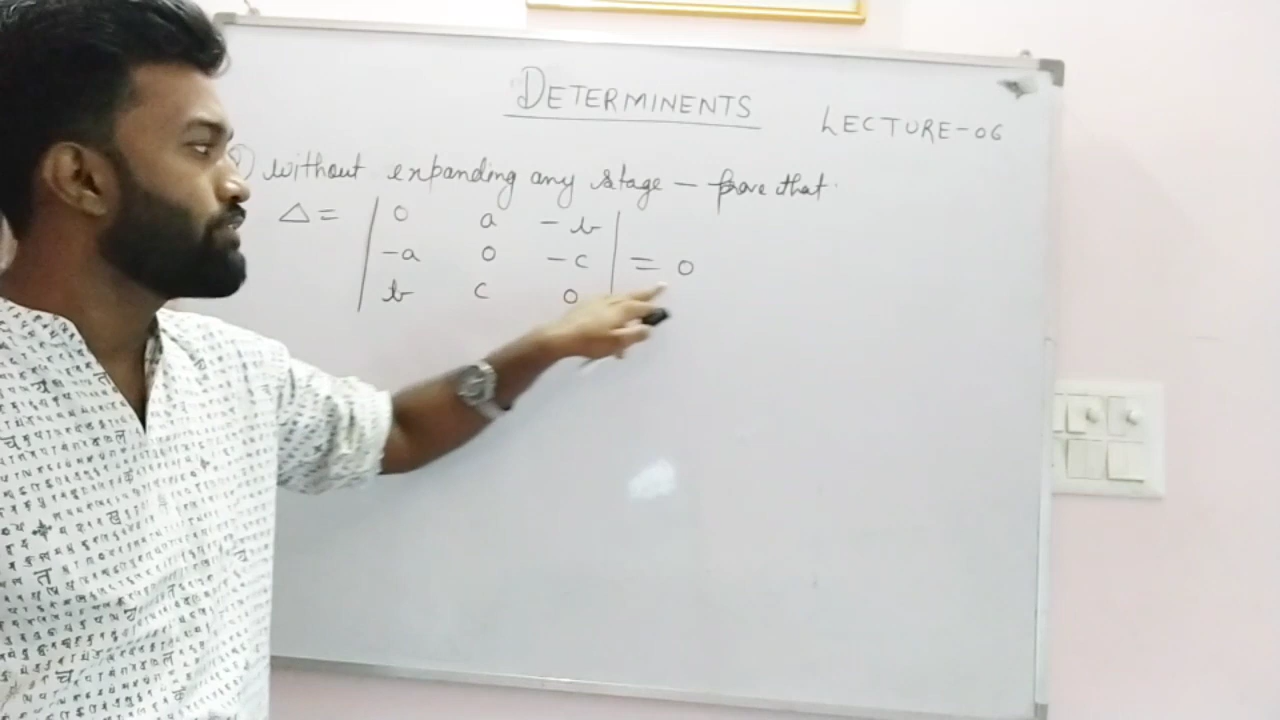 DETERMINENTS
LECTURE-06
1) without expanding any stage — prove that
Δ = | 0 a -b |
| -a 0 -c | = 0
| b c 0 |